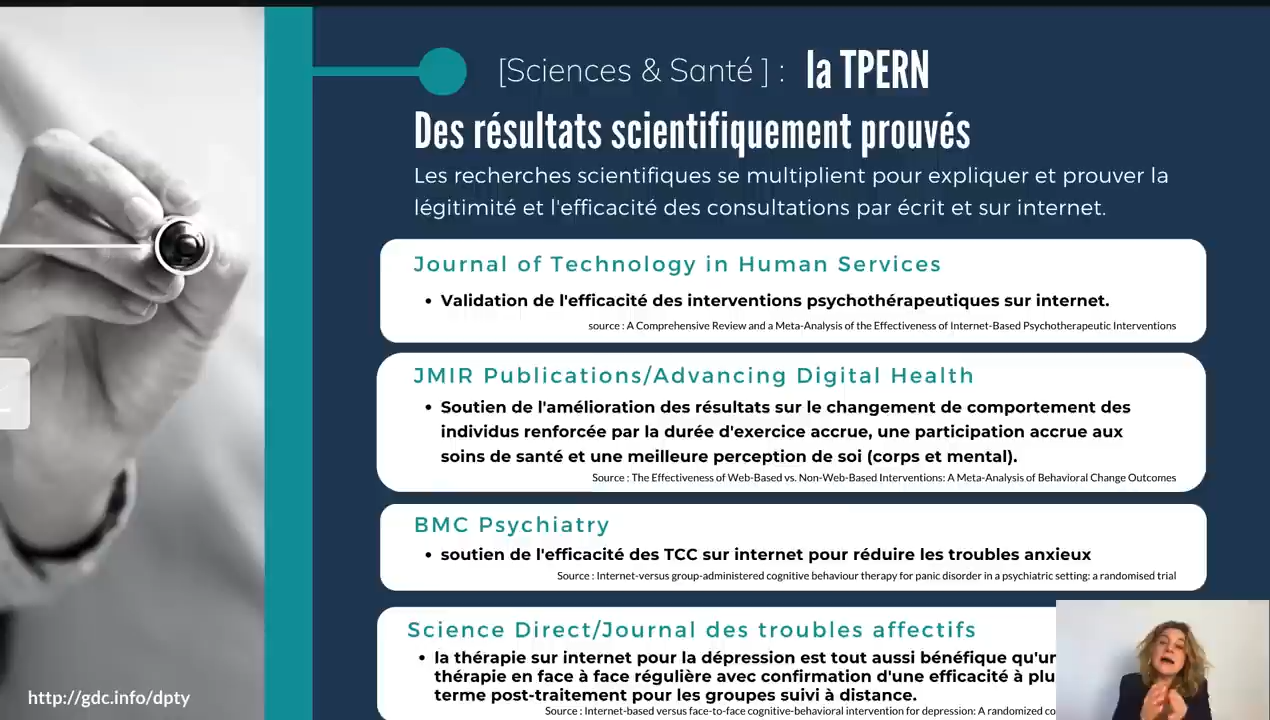 [Sciences & Santé ] : la TPERN
Des résultats scientifiquement prouvés
Les recherches scientifiques se multiplient pour expliquer et prouver la
légitimité et l'efficacité des consultations par écrit et sur internet.
Journal of Technology in Human Services
• Validation de l'efficacité des interventions psychothérapeutiques sur internet.
source : A Comprehensive Review and a Meta-Analysis of the Effectiveness of Internet-Based Psychotherapeutic Interventions
JMIR Publications/Advancing Digital Health
• Soutien de l'amélioration des résultats sur le changement de comportement des
individus renforcée par la durée d'exercice accrue, une participation accrue aux
soins de santé et une meilleure perception de soi (corps et mental).
Source : The Effectiveness of Web-Based vs. Non-Web-Based Interventions: A Meta-Analysis of Behavioral Change Outcomes
BMC Psychiatry
• soutien de l'efficacité des TCC sur internet pour réduire les troubles anxieux
Source : Internet-versus group-administered cognitive behaviour therapy for panic disorder in a psychiatric setting: a randomised trial
Science Direct/Journal des troubles affectifs
• la thérapie sur internet pour la dépression est tout aussi bénéfique
thérapie en face à face régulière avec confirmation d'une efficacité à
terme post-traitement pour les groupes suivi à distance.
Source : Internet-based versus face-to-face cognitive-behavioral intervention for depression: A randomized
http://gdc.info/dpty